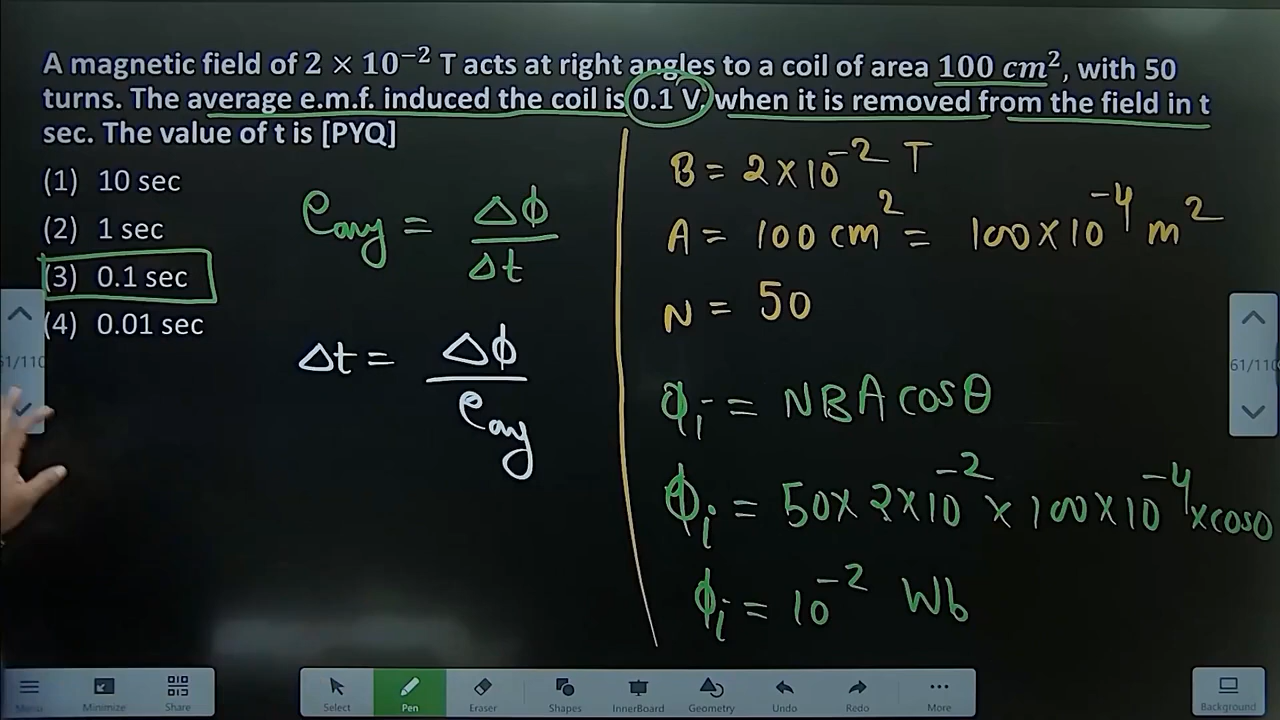 A magnetic field of 2 × 10⁻² T acts at right angles to a coil of area 100 cm², with 50
turns. The average e.m.f. induced the coil is 0.1 V, when it is removed from the field in t
sec. The value of t is [PYQ]
(1) 10 sec
(2) 1 sec
(3) 0.1 sec
(4) 0.01 sec
e_avg = Δϕ / Δt
Δt = Δϕ / e_avg
B = 2×10⁻² T
A = 100 cm² = 100×10⁻⁴ m²
N = 50
ϕi = NBA cosθ
ϕi = 50×2×10⁻² × 100×10⁻⁴ × cos0
ϕi = 10⁻² Wb
51/110
61/110
Menu
Minimize
Share
Select
Pen
Eraser
Shapes
InnerBoard
Geometry
Undo
Redo
More
Background